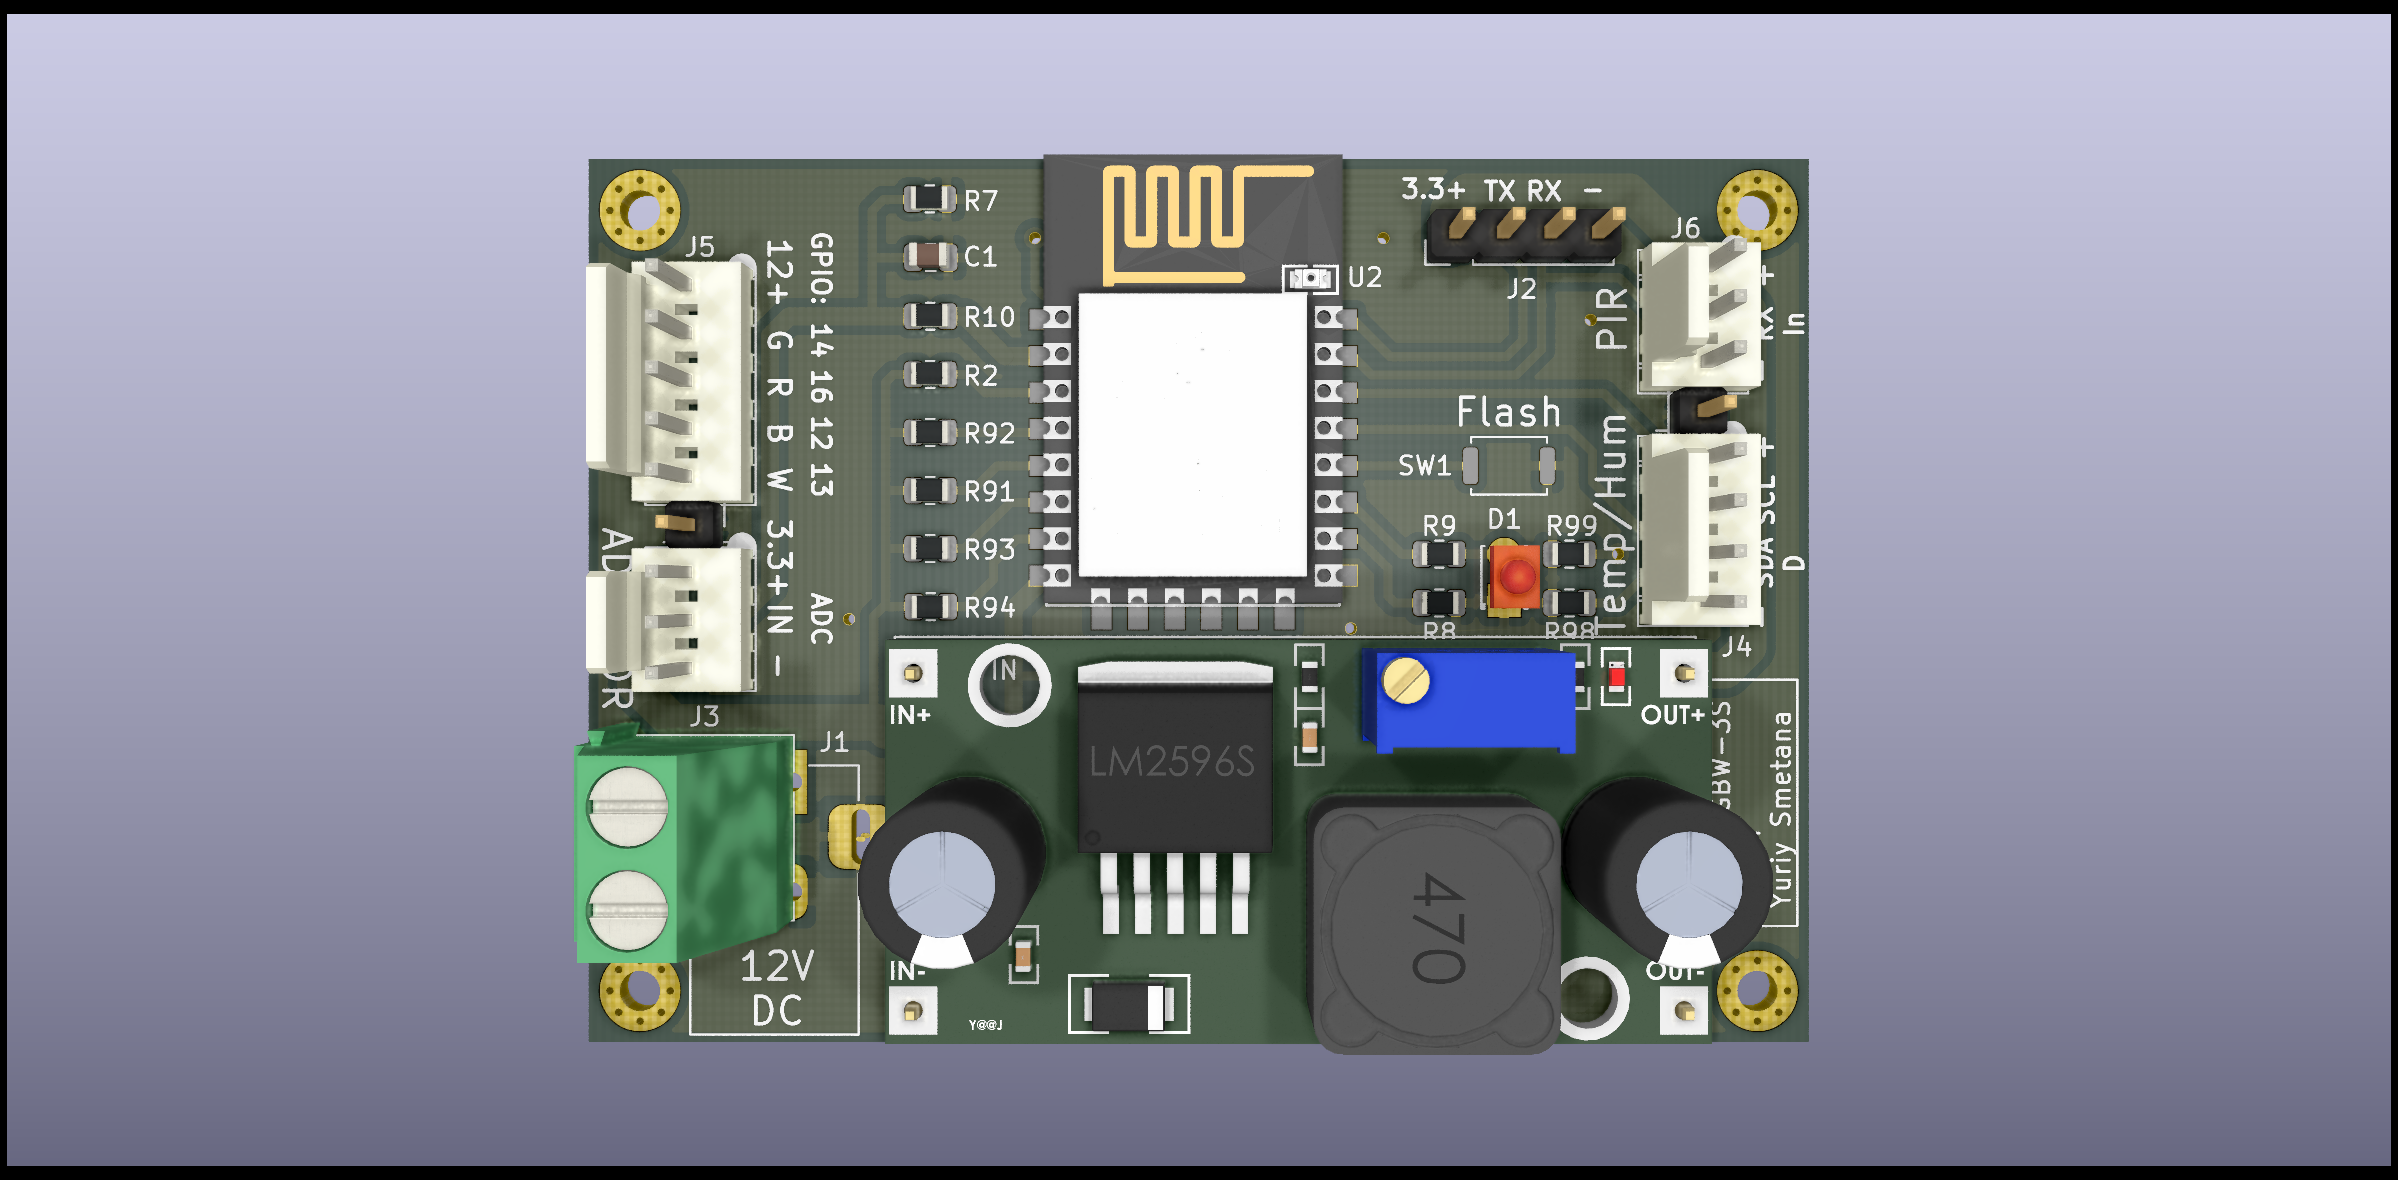 R7
C1
R10
R2
R92
R91
R93
R94
J5
12+ G R B W
GPIO: 14 16 12 13
3.3+ IN -
ADC
J3
J1
12V
DC
U2
3.3+ TX RX -
J2
J6
PIR
+
RX
In
Flash
SW1
R9
D1
R99
R8
R98
Temp/Hum
+
SCL
SDA
D
J4
IN
IN+
IN-
LM2596S
470
Y@@J
OUT+
OUT-
Yuriy Smetana